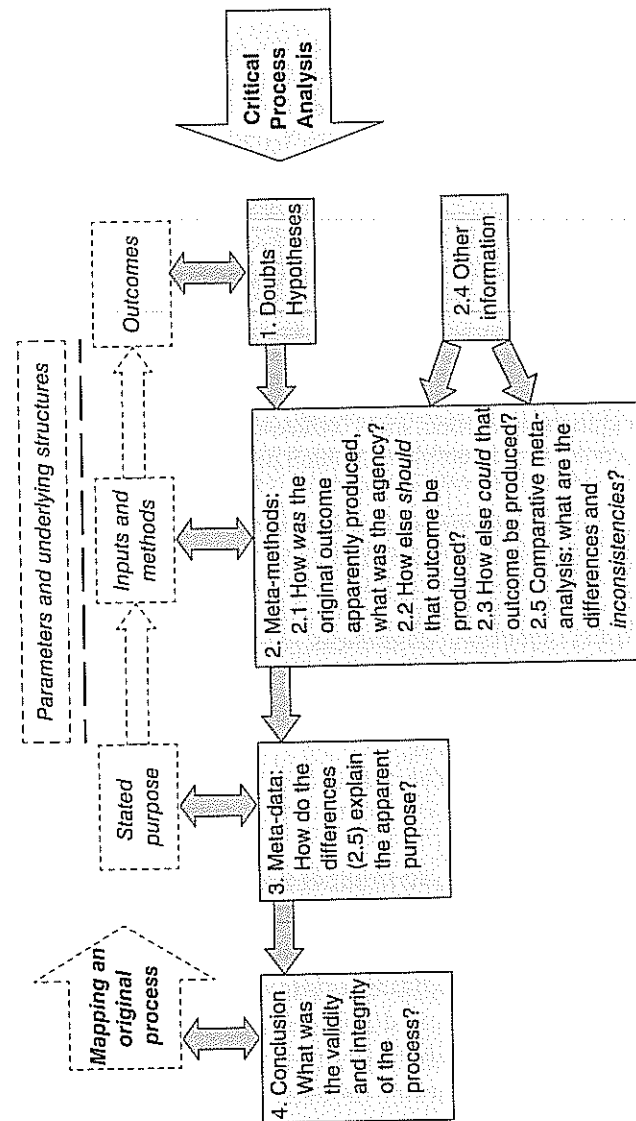 Mapping an
original
process
Stated
purpose
Inputs and
methods
Outcomes
Parameters and underlying structures
Critical
Process
Analysis
1. Doubts
Hypotheses
2. Meta-methods:
2.1 How was the
original outcome
apparently produced,
what was the agency?
2.2 How else should
that outcome be
produced?
2.3 How else could that
outcome be produced?
2.5 Comparative meta-
analysis: what are the
differences and
inconsistencies?
2.4 Other
information
3. Meta-data:
How do the
differences
(2.5) explain
the apparent
purpose?
4. Conclusion
What was
the validity
and integrity
of the
process?